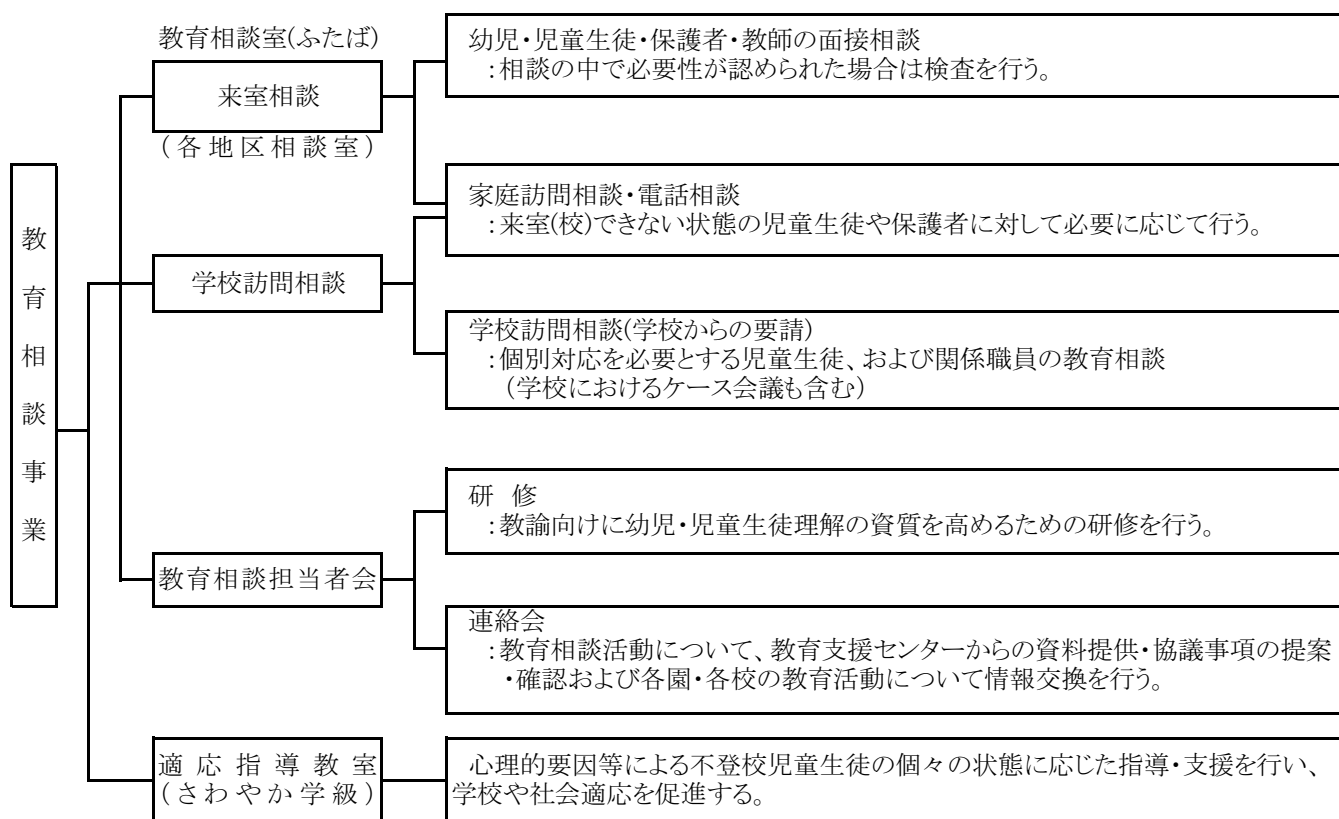 教育相談事業
教育相談室(ふたば)
来室相談
(各地区相談室)
幼児・児童生徒・保護者・教師の面接相談
:相談の中で必要性が認められた場合は検査を行う。
家庭訪問相談・電話相談
:来室(校)できない状態の児童生徒や保護者に対して必要に応じて行う。
学校訪問相談
学校訪問相談(学校からの要請)
:個別対応を必要とする児童生徒、および関係職員の教育相談
(学校におけるケース会議も含む)
教育相談担当者会
研 修
:教諭向けに幼児・児童生徒理解の資質を高めるための研修を行う。
連絡会
:教育相談活動について、教育支援センターからの資料提供・協議事項の提案
・確認および各園・各校の教育活動について情報交換を行う。
適応指導教室
(さわやか学級)
心理的要因等による不登校児童生徒の個々の状態に応じた指導・支援を行い、
学校や社会適応を促進する。